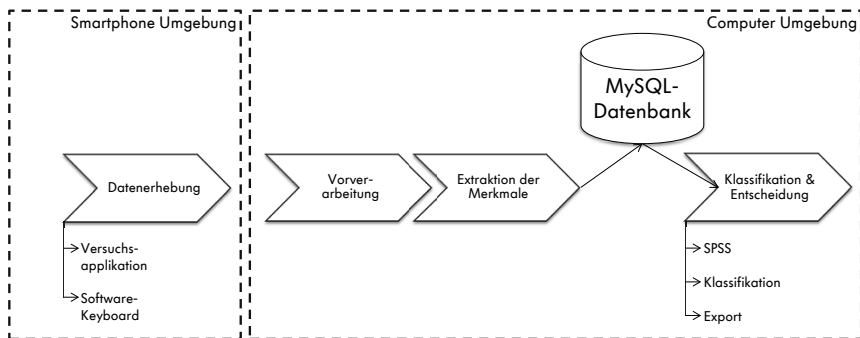 Smartphone Umgebung
Computer Umgebung
MySQL-
Datenbank
Datenerhebung
Vorver-
arbeitung
Extraktion der
Merkmale
Klassifikation &
Entscheidung
Versuchs-
applikation
Software-
Keyboard
SPSS
Klassifikation
Export